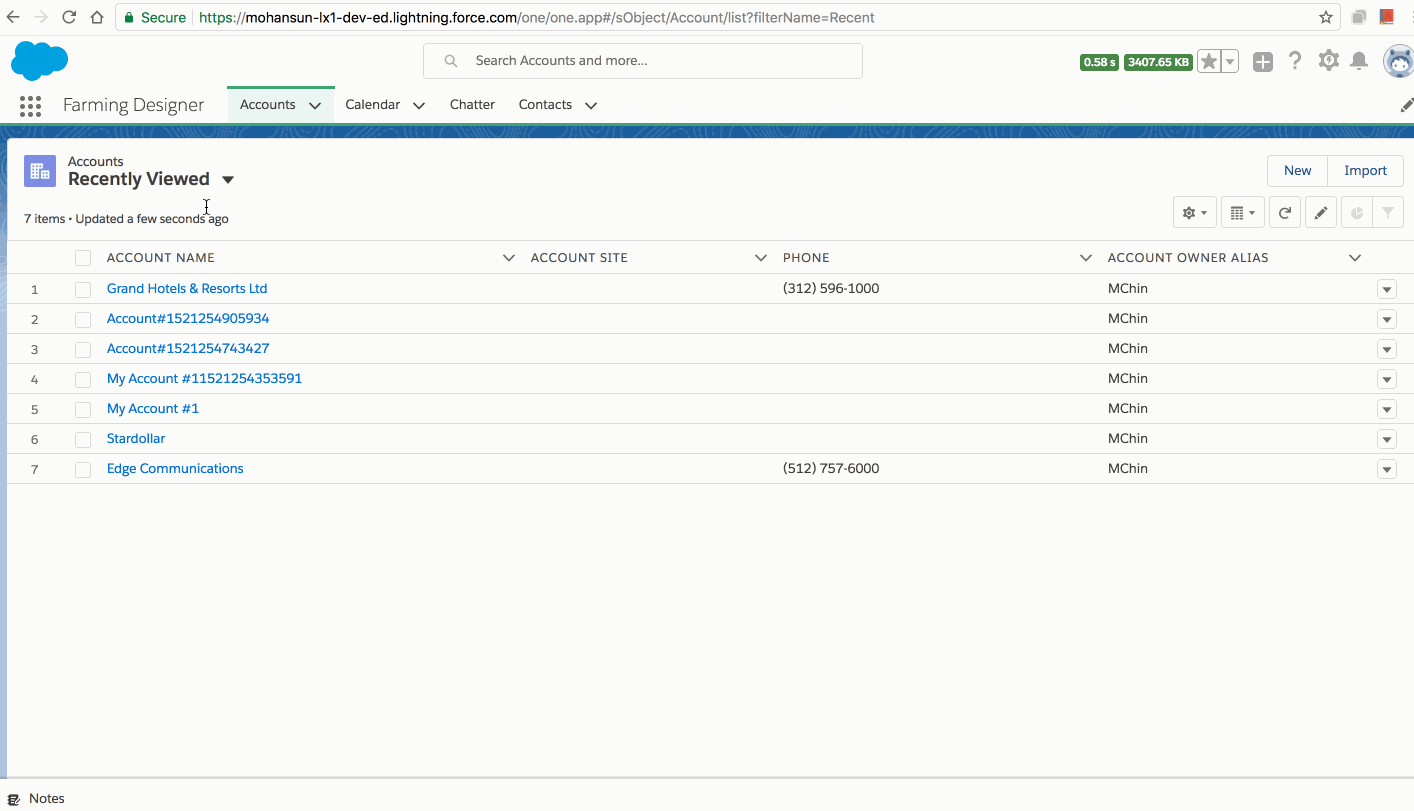 Secure https://mohansun-lx1-dev-ed.lightning.force.com/one/one.app#/sObject/Account/list?filterName=Recent
Search Accounts and more...
0.58 s 3407.65 KB
Farming Designer Accounts Calendar Chatter Contacts
Accounts
Recently Viewed
New Import
7 items • Updated a few seconds ago
ACCOUNT NAME ACCOUNT SITE PHONE ACCOUNT OWNER ALIAS
1 Grand Hotels & Resorts Ltd (312) 596-1000 MChin
2 Account#1521254905934 MChin
3 Account#1521254743427 MChin
4 My Account #11521254353591 MChin
5 My Account #1 MChin
6 Stardollar MChin
7 Edge Communications (512) 757-6000 MChin
Notes